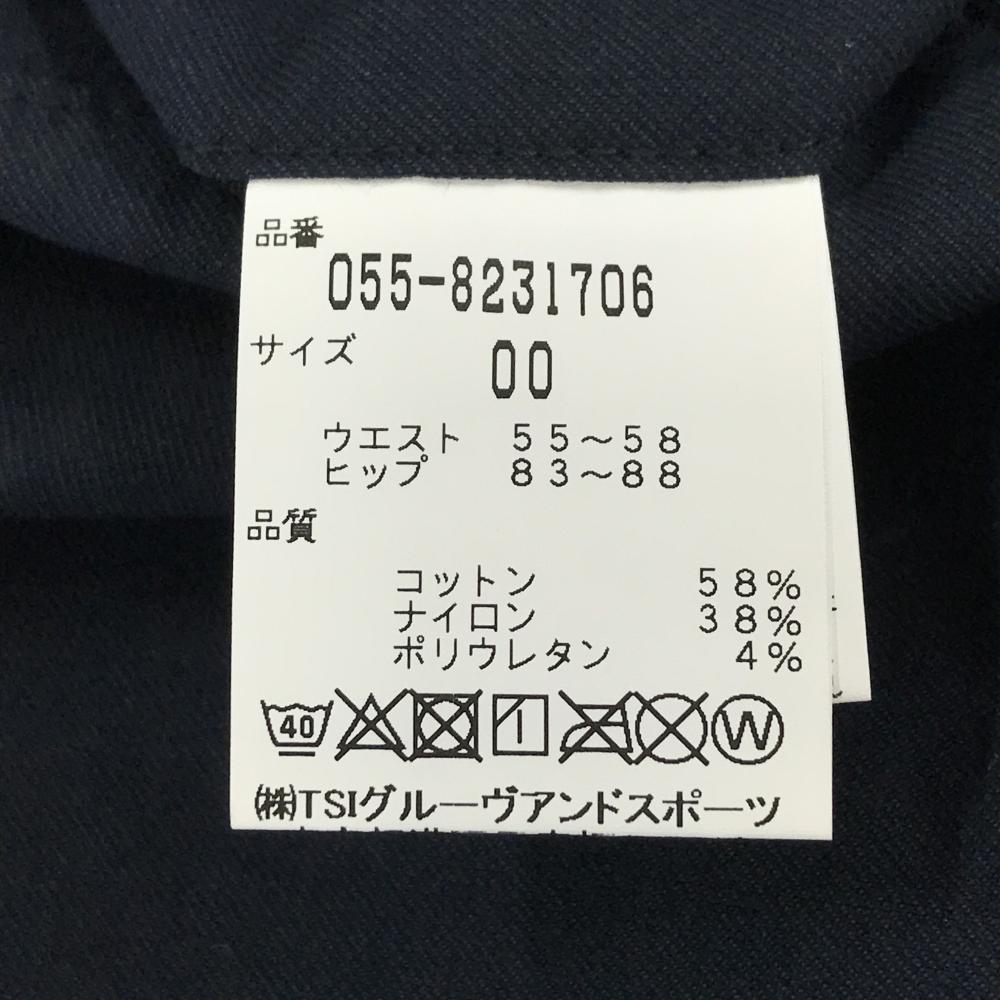 品番
055-8231706
サイズ 00
ウエスト 55～58
ヒップ 83～88
品質
コットン 58%
ナイロン 38%
ポリウレタン 4%
40 W
㈱TSIグルーヴアンドスポーツ